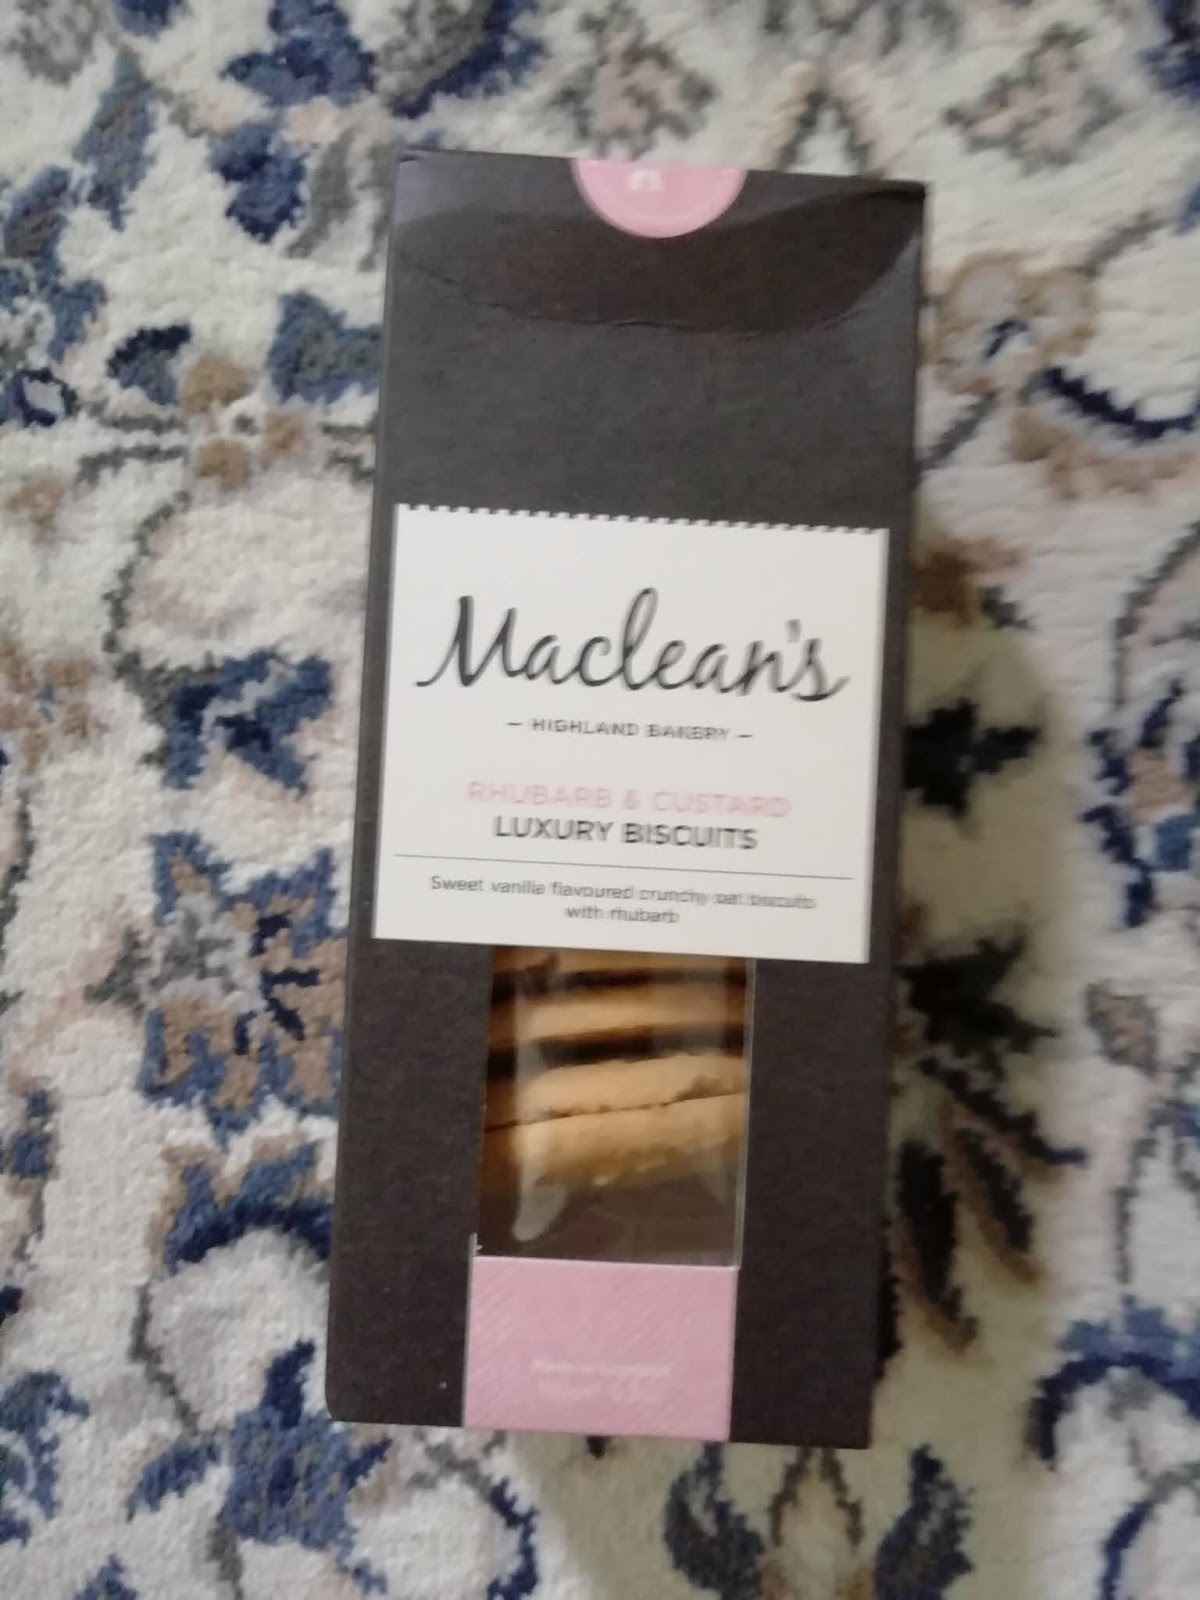 Maclean's
— HIGHLAND BAKERY —
RHUBARB & CUSTARD
LUXURY BISCUITS
Sweet vanilla flavoured crunchy oat biscuits
with rhubarb